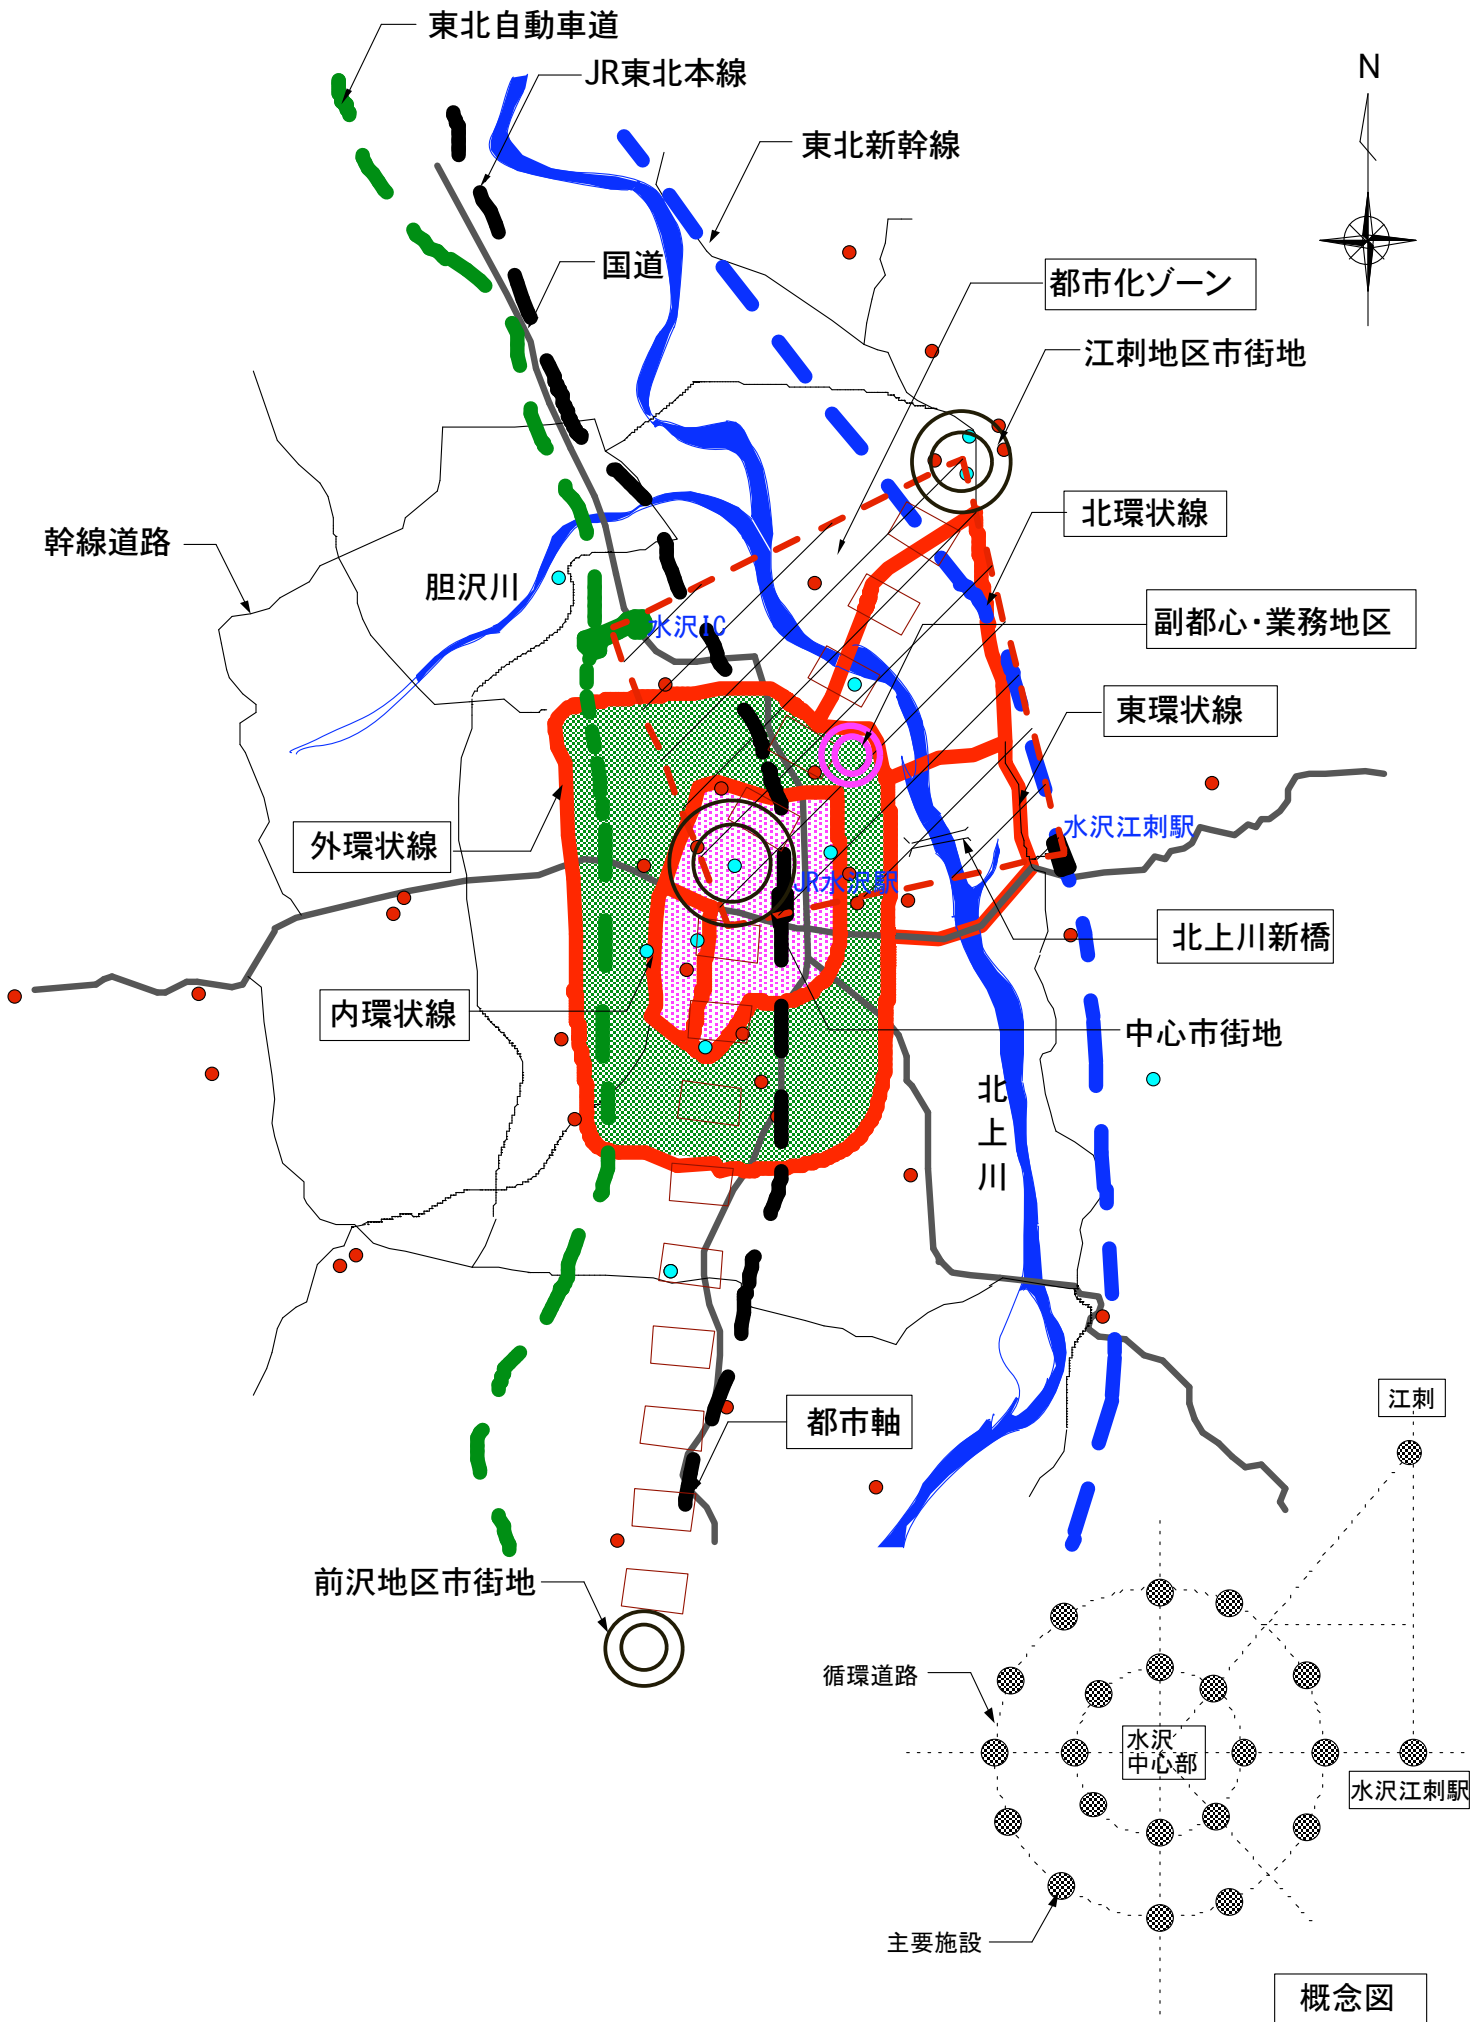 東北自動車道
JR東北本線
N
東北新幹線
国道
都市化ゾーン
江刺地区市街地
北環状線
幹線道路
胆沢川
水沢IC
副都心・業務地区
東環状線
外環状線
水沢江刺駅
JR水沢駅
北上川新橋
内環状線
中心市街地
北上川
都市軸
江刺
前沢地区市街地
循環道路
水沢
中心部
水沢江刺駅
主要施設
概念図